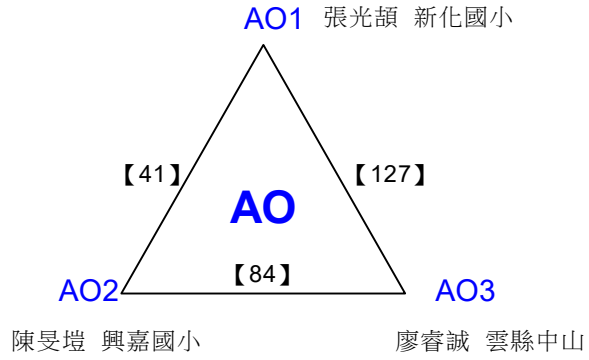 AO1 張光頡 新化國小
【41】
【127】
AO
【84】
AO2
AO3
陳旻塏 興嘉國小
廖睿誠 雲縣中山